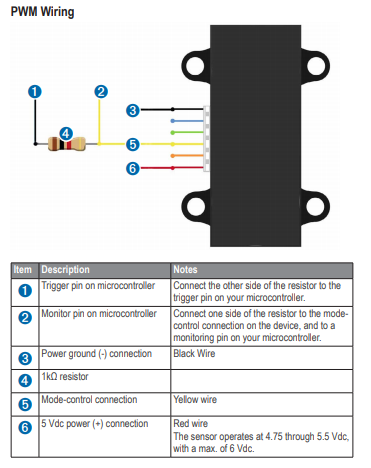 PWM Wiring
1
2
3
4
5
6
Item Description Notes
1 Trigger pin on microcontroller Connect the other side of the resistor to the
trigger pin on your microcontroller.
2 Monitor pin on microcontroller Connect one side of the resistor to the mode-
control connection on the device, and to a
monitoring pin on your microcontroller.
3 Power ground (-) connection Black Wire
4 1kΩ resistor
5 Mode-control connection Yellow wire
6 5 Vdc power (+) connection Red wire
The sensor operates at 4.75 through 5.5 Vdc,
with a max. of 6 Vdc.